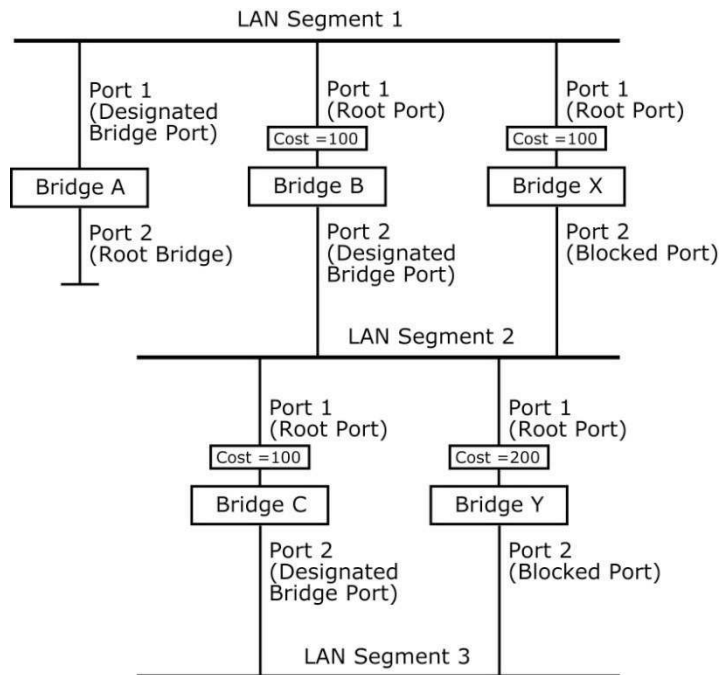 LAN Segment 1
Port 1
(Designated
Bridge Port)
Port 1
(Root Port)
Port 1
(Root Port)
Cost =100
Cost =100
Bridge A
Bridge B
Bridge X
Port 2
(Root Bridge)
Port 2
(Designated
Bridge Port)
Port 2
(Blocked Port)
LAN Segment 2
Port 1
(Root Port)
Port 1
(Root Port)
Cost =100
Cost =200
Bridge C
Bridge Y
Port 2
(Designated
Bridge Port)
Port 2
(Blocked Port)
LAN Segment 3